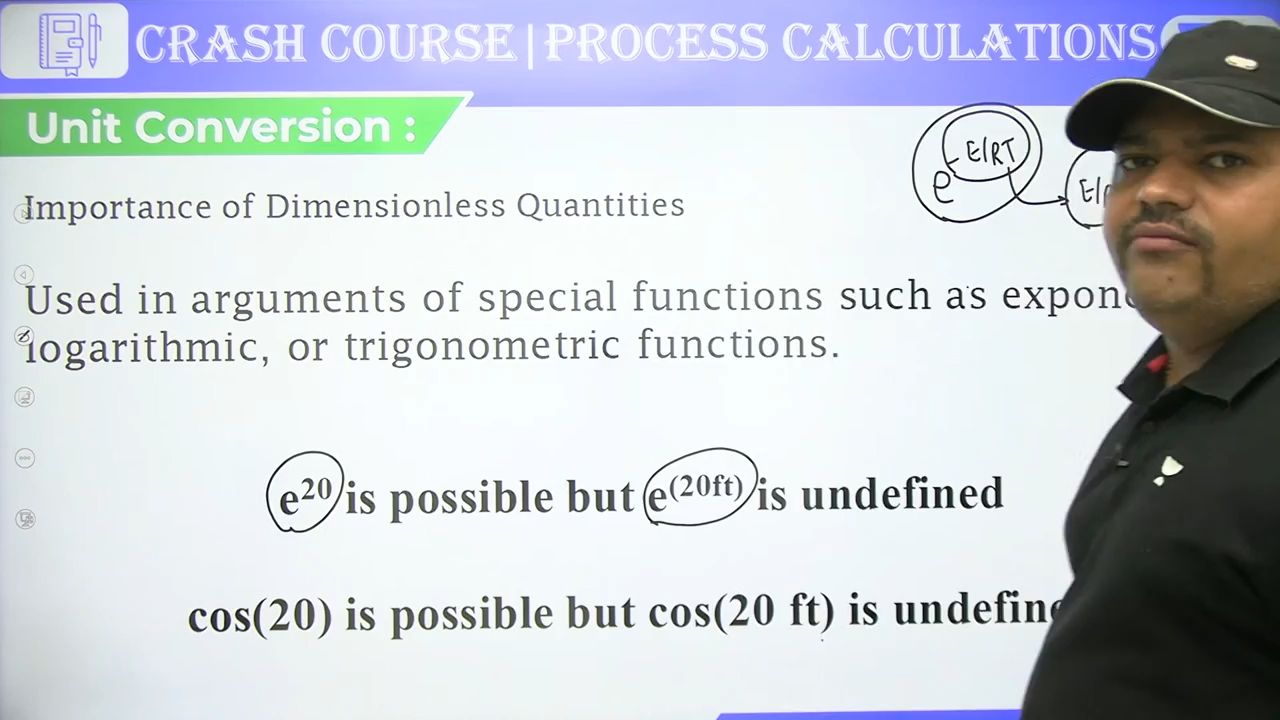 CRASH COURSE|PROCESS CALCULATIONS
Unit Conversion :
e^-E/RT
Importance of Dimensionless Quantities
Used in arguments of special functions such as
logarithmic, or trigonometric functions.
e^20 is possible but e^(20ft) is undefined
cos(20) is possible but cos(20 ft) is